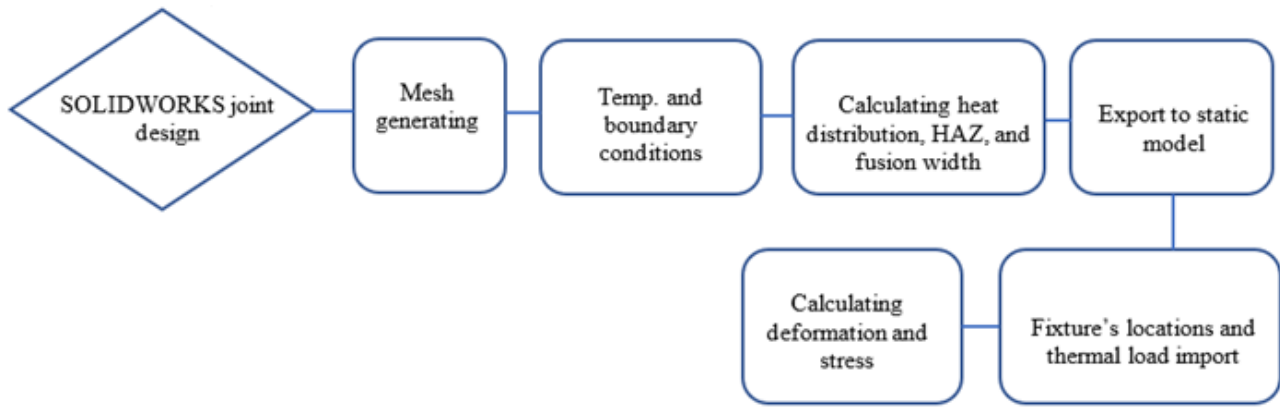 SOLIDWORKS joint
design
Mesh
generating
Temp. and
boundary
conditions
Calculating heat
distribution, HAZ, and
fusion width
Export to static
model
Fixture’s locations and
thermal load import
Calculating
deformation and
stress